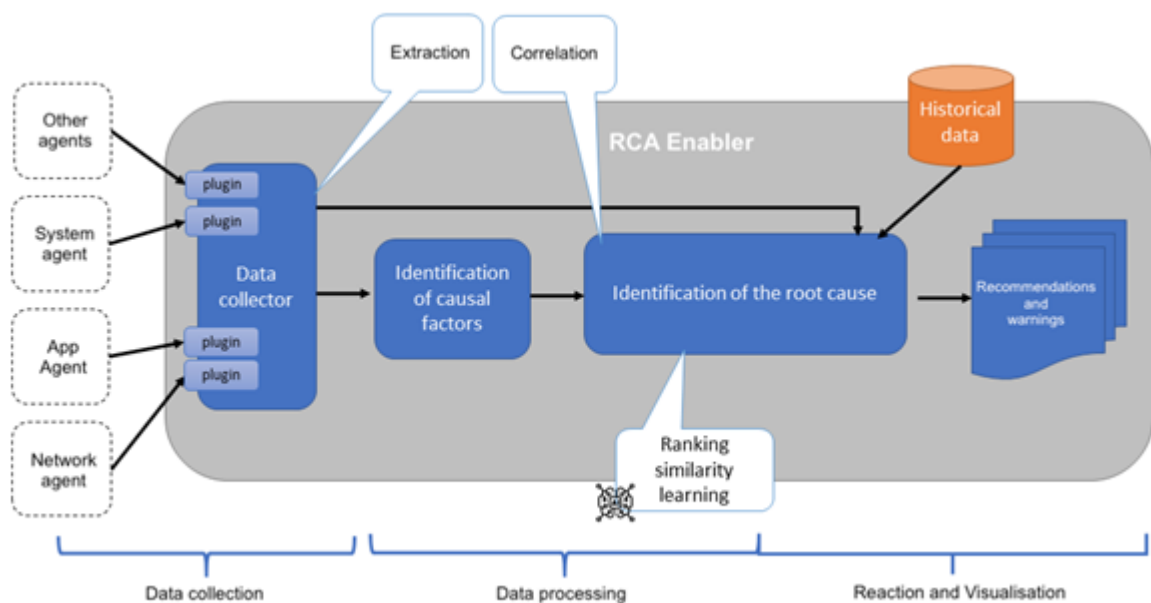 Extraction
Correlation
Other
agents
Historical
data
RCA Enabler
plugin
System
agent
plugin
Data
collector
Identification
of causal
factors
Identification of the root cause
Recommendations
and
warnings
App
Agent
plugin
plugin
Network
agent
Ranking
similarity
learning
Data collection
Data processing
Reaction and Visualisation